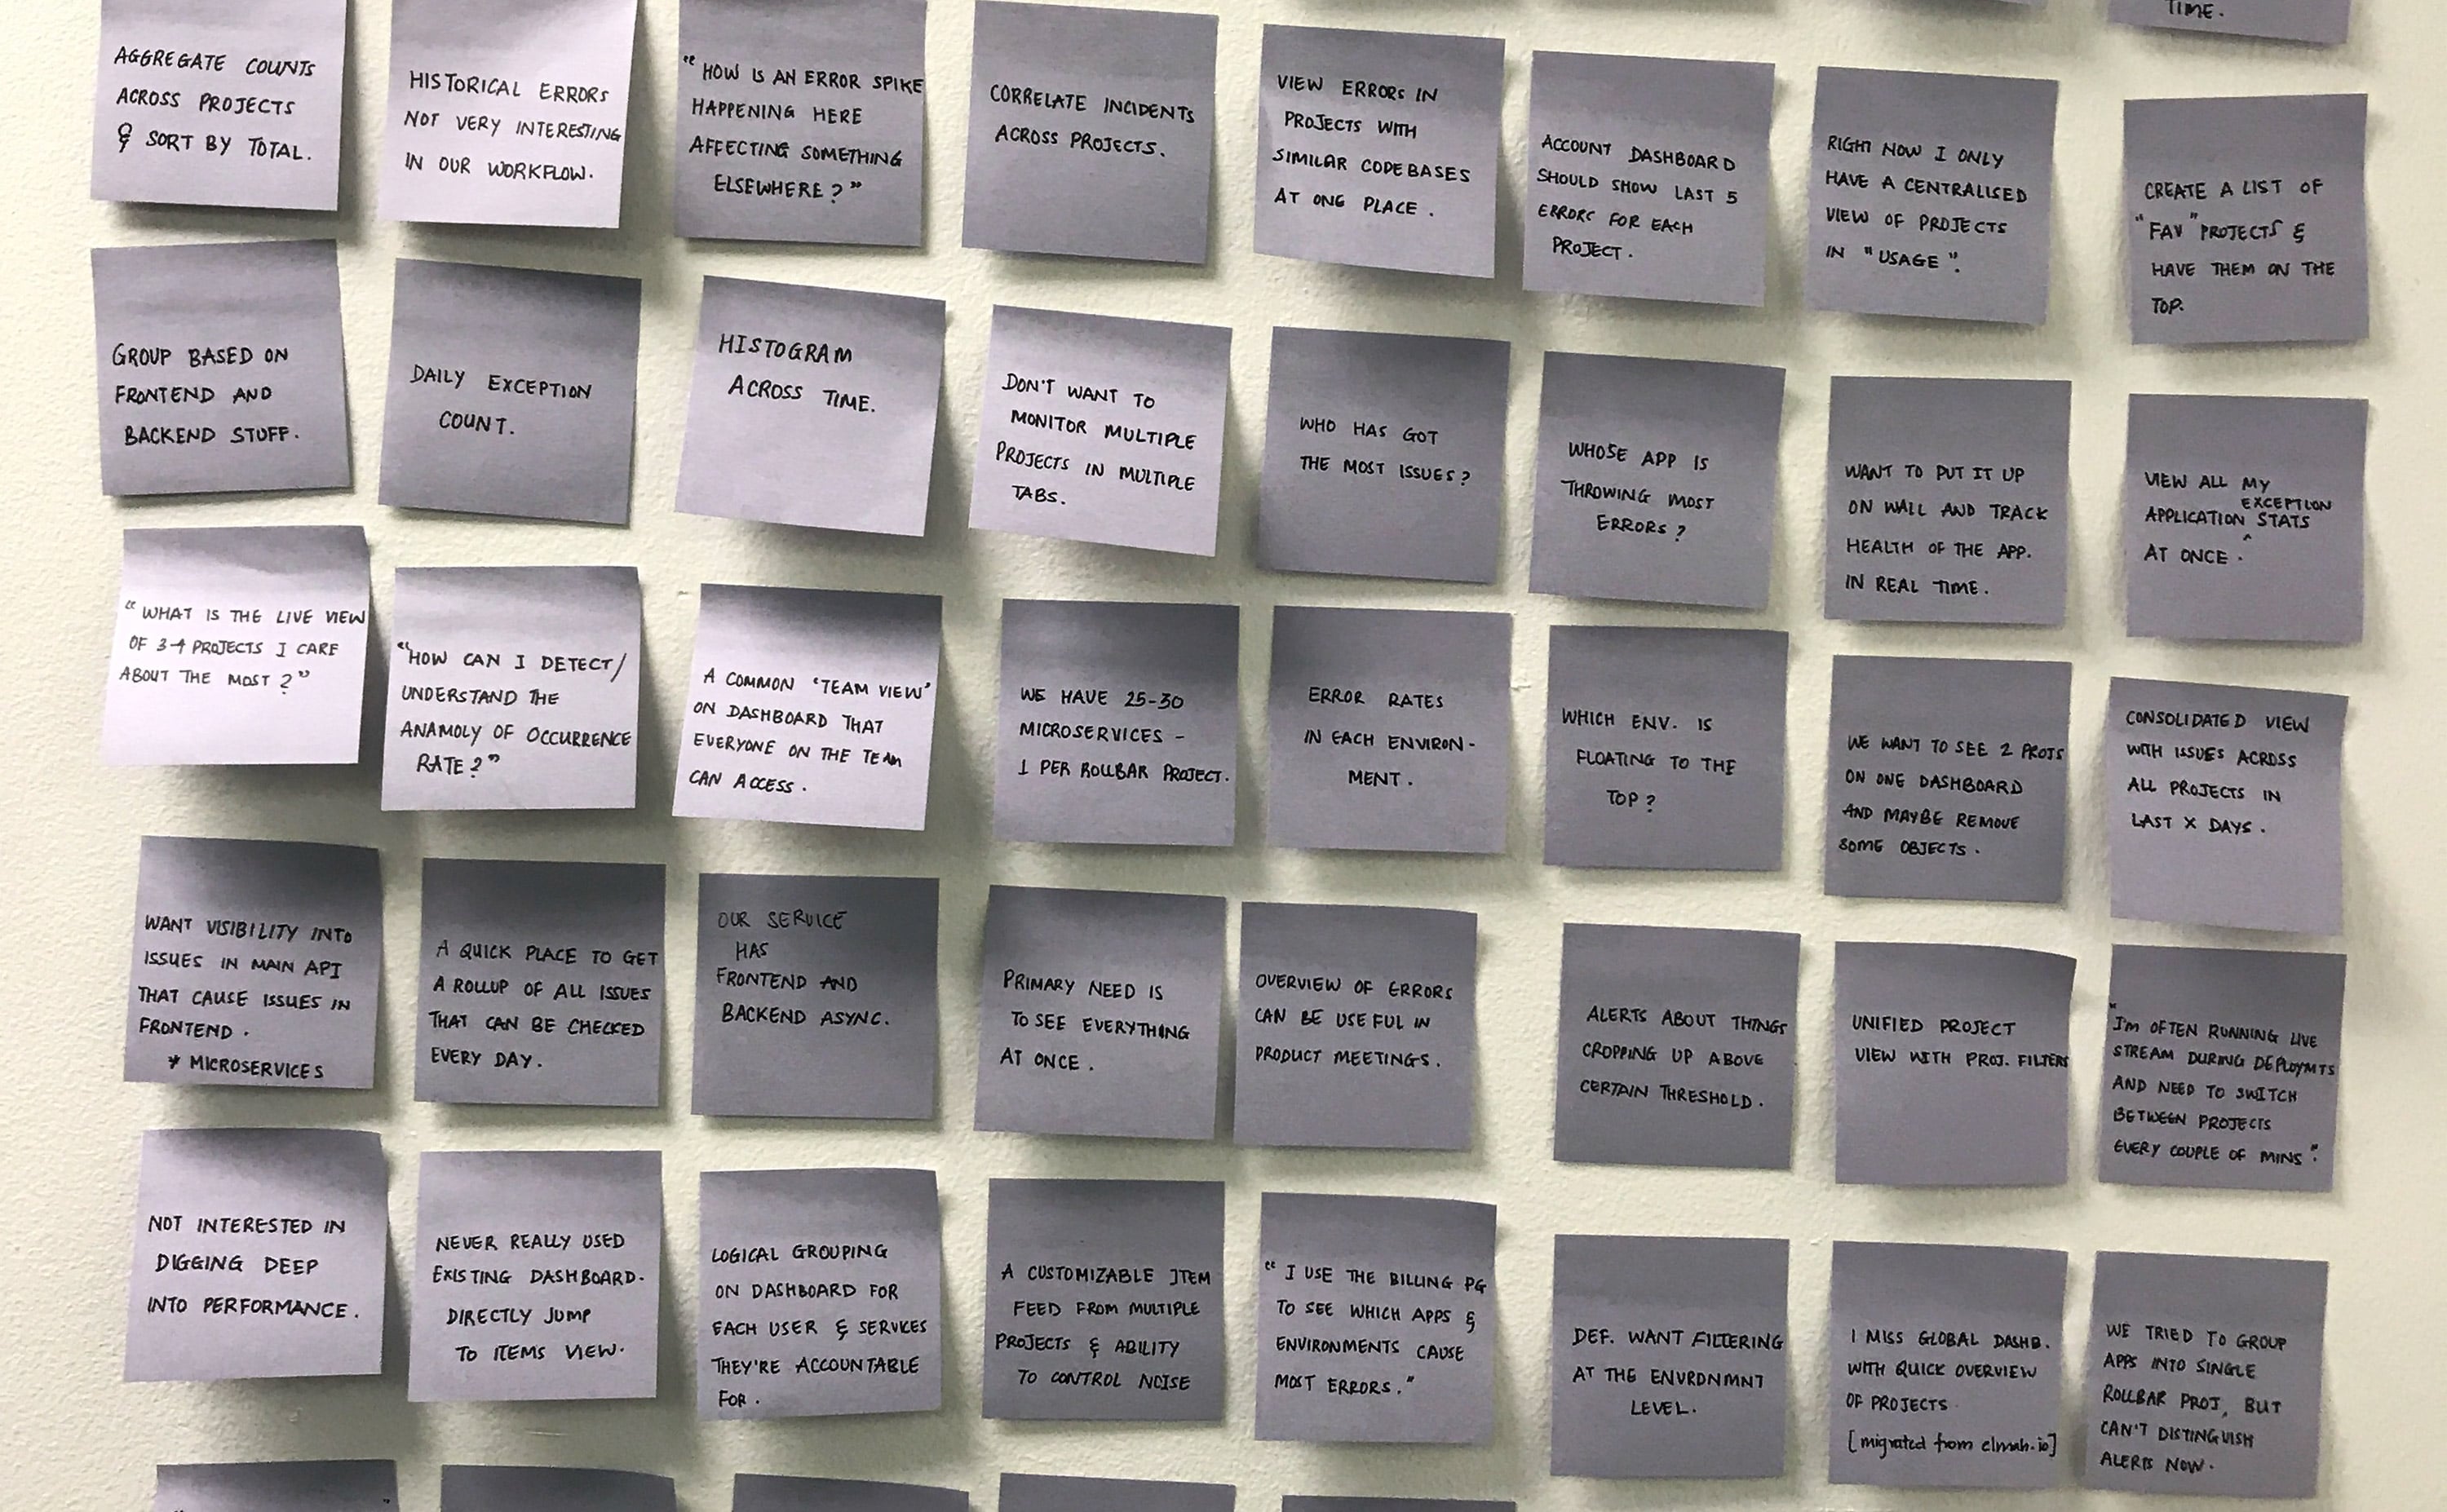 TIME.
AGGREGATE COUNTS
ACROSS PROJECTS
& SORT BY TOTAL.
HISTORICAL ERRORS
NOT VERY INTERESTING
IN OUR WORKFLOW.
"HOW IS AN ERROR SPIKE
HAPPENING HERE
AFFECTING SOMETHING
ELSEWHERE?"
CORRELATE INCIDENTS
ACROSS PROJECTS.
VIEW ERRORS IN
PROJECTS WITH
SIMILAR CODEBASES
AT ONE PLACE.
ACCOUNT DASHBOARD
SHOULD SHOW LAST 5
ERRORS FOR EACH
PROJECT.
RIGHT NOW I ONLY
HAVE A CENTRALISED
VIEW OF PROJECTS
IN "USAGE".
CREATE A LIST OF
"FAV" PROJECTS &
HAVE THEM ON THE
TOP.
GROUP BASED ON
FRONTEND AND
BACKEND STUFF.
DAILY EXCEPTION
COUNT.
HISTOGRAM
ACROSS TIME.
DON'T WANT TO
MONITOR MULTIPLE
PROJECTS IN MULTIPLE
TABS.
WHO HAS GOT
THE MOST ISSUES?
WHOSE APP IS
THROWING MOST
ERRORS?
WANT TO PUT IT UP
ON WALL AND TRACK
HEALTH OF THE APP.
IN REAL TIME.
VIEW ALL MY
EXCEPTION
APPLICATION ^ STATS
AT ONCE.
"WHAT IS THE LIVE VIEW
OF 3-4 PROJECTS I CARE
ABOUT THE MOST?"
"HOW CAN I DETECT/
UNDERSTAND THE
ANAMOLY OF OCCURRENCE
RATE?"
A COMMON 'TEAM VIEW'
ON DASHBOARD THAT
EVERYONE ON THE TEAM
CAN ACCESS.
WE HAVE 25-30
MICROSERVICES -
1 PER ROLLBAR PROJECT.
ERROR RATES
IN EACH ENVIRON-
MENT.
WHICH ENV. IS
FLOATING TO THE
TOP?
WE WANT TO SEE 2 PROJS
ON ONE DASHBOARD
AND MAYBE REMOVE
SOME OBJECTS.
CONSOLIDATED VIEW
WITH ISSUES ACROSS
ALL PROJECTS IN
LAST X DAYS.
WANT VISIBILITY INTO
ISSUES IN MAIN API
THAT CAUSE ISSUES IN
FRONTEND.
* MICROSERVICES
A QUICK PLACE TO GET
A ROLLUP OF ALL ISSUES
THAT CAN BE CHECKED
EVERY DAY.
OUR SERVICE
HAS
FRONTEND AND
BACKEND ASYNC.
PRIMARY NEED IS
TO SEE EVERYTHING
AT ONCE.
OVERVIEW OF ERRORS
CAN BE USEFUL IN
PRODUCT MEETINGS.
ALERTS ABOUT THINGS
CROPPING UP ABOVE
CERTAIN THRESHOLD.
UNIFIED PROJECT
VIEW WITH PROJ. FILTERS
"I'M OFTEN RUNNING LIVE
STREAM DURING DEPLOYMTS
AND NEED TO SWITCH
BETWEEN PROJECTS
EVERY COUPLE OF MINS".
NOT INTERESTED IN
DIGGING DEEP
INTO PERFORMANCE.
NEVER REALLY USED
EXISTING DASHBOARD.
DIRECTLY JUMP
TO ITEMS VIEW.
LOGICAL GROUPING
ON DASHBOARD FOR
EACH USER & SERVICES
THEY'RE ACCOUNTABLE
FOR.
A CUSTOMIZABLE ITEM
FEED FROM MULTIPLE
PROJECTS & ABILITY
TO CONTROL NOISE
"I USE THE BILLING PG
TO SEE WHICH APPS &
ENVIRONMENTS CAUSE
MOST ERRORS."
DEF. WANT FILTERING
AT THE ENVRONMNT
LEVEL.
I MISS GLOBAL DASHB.
WITH QUICK OVERVIEW
OF PROJECTS
[migrated from elmah.io]
WE TRIED TO GROUP
APPS INTO SINGLE
ROLLBAR PROJ, BUT
CAN'T DISTINGUISH
ALERTS NOW.